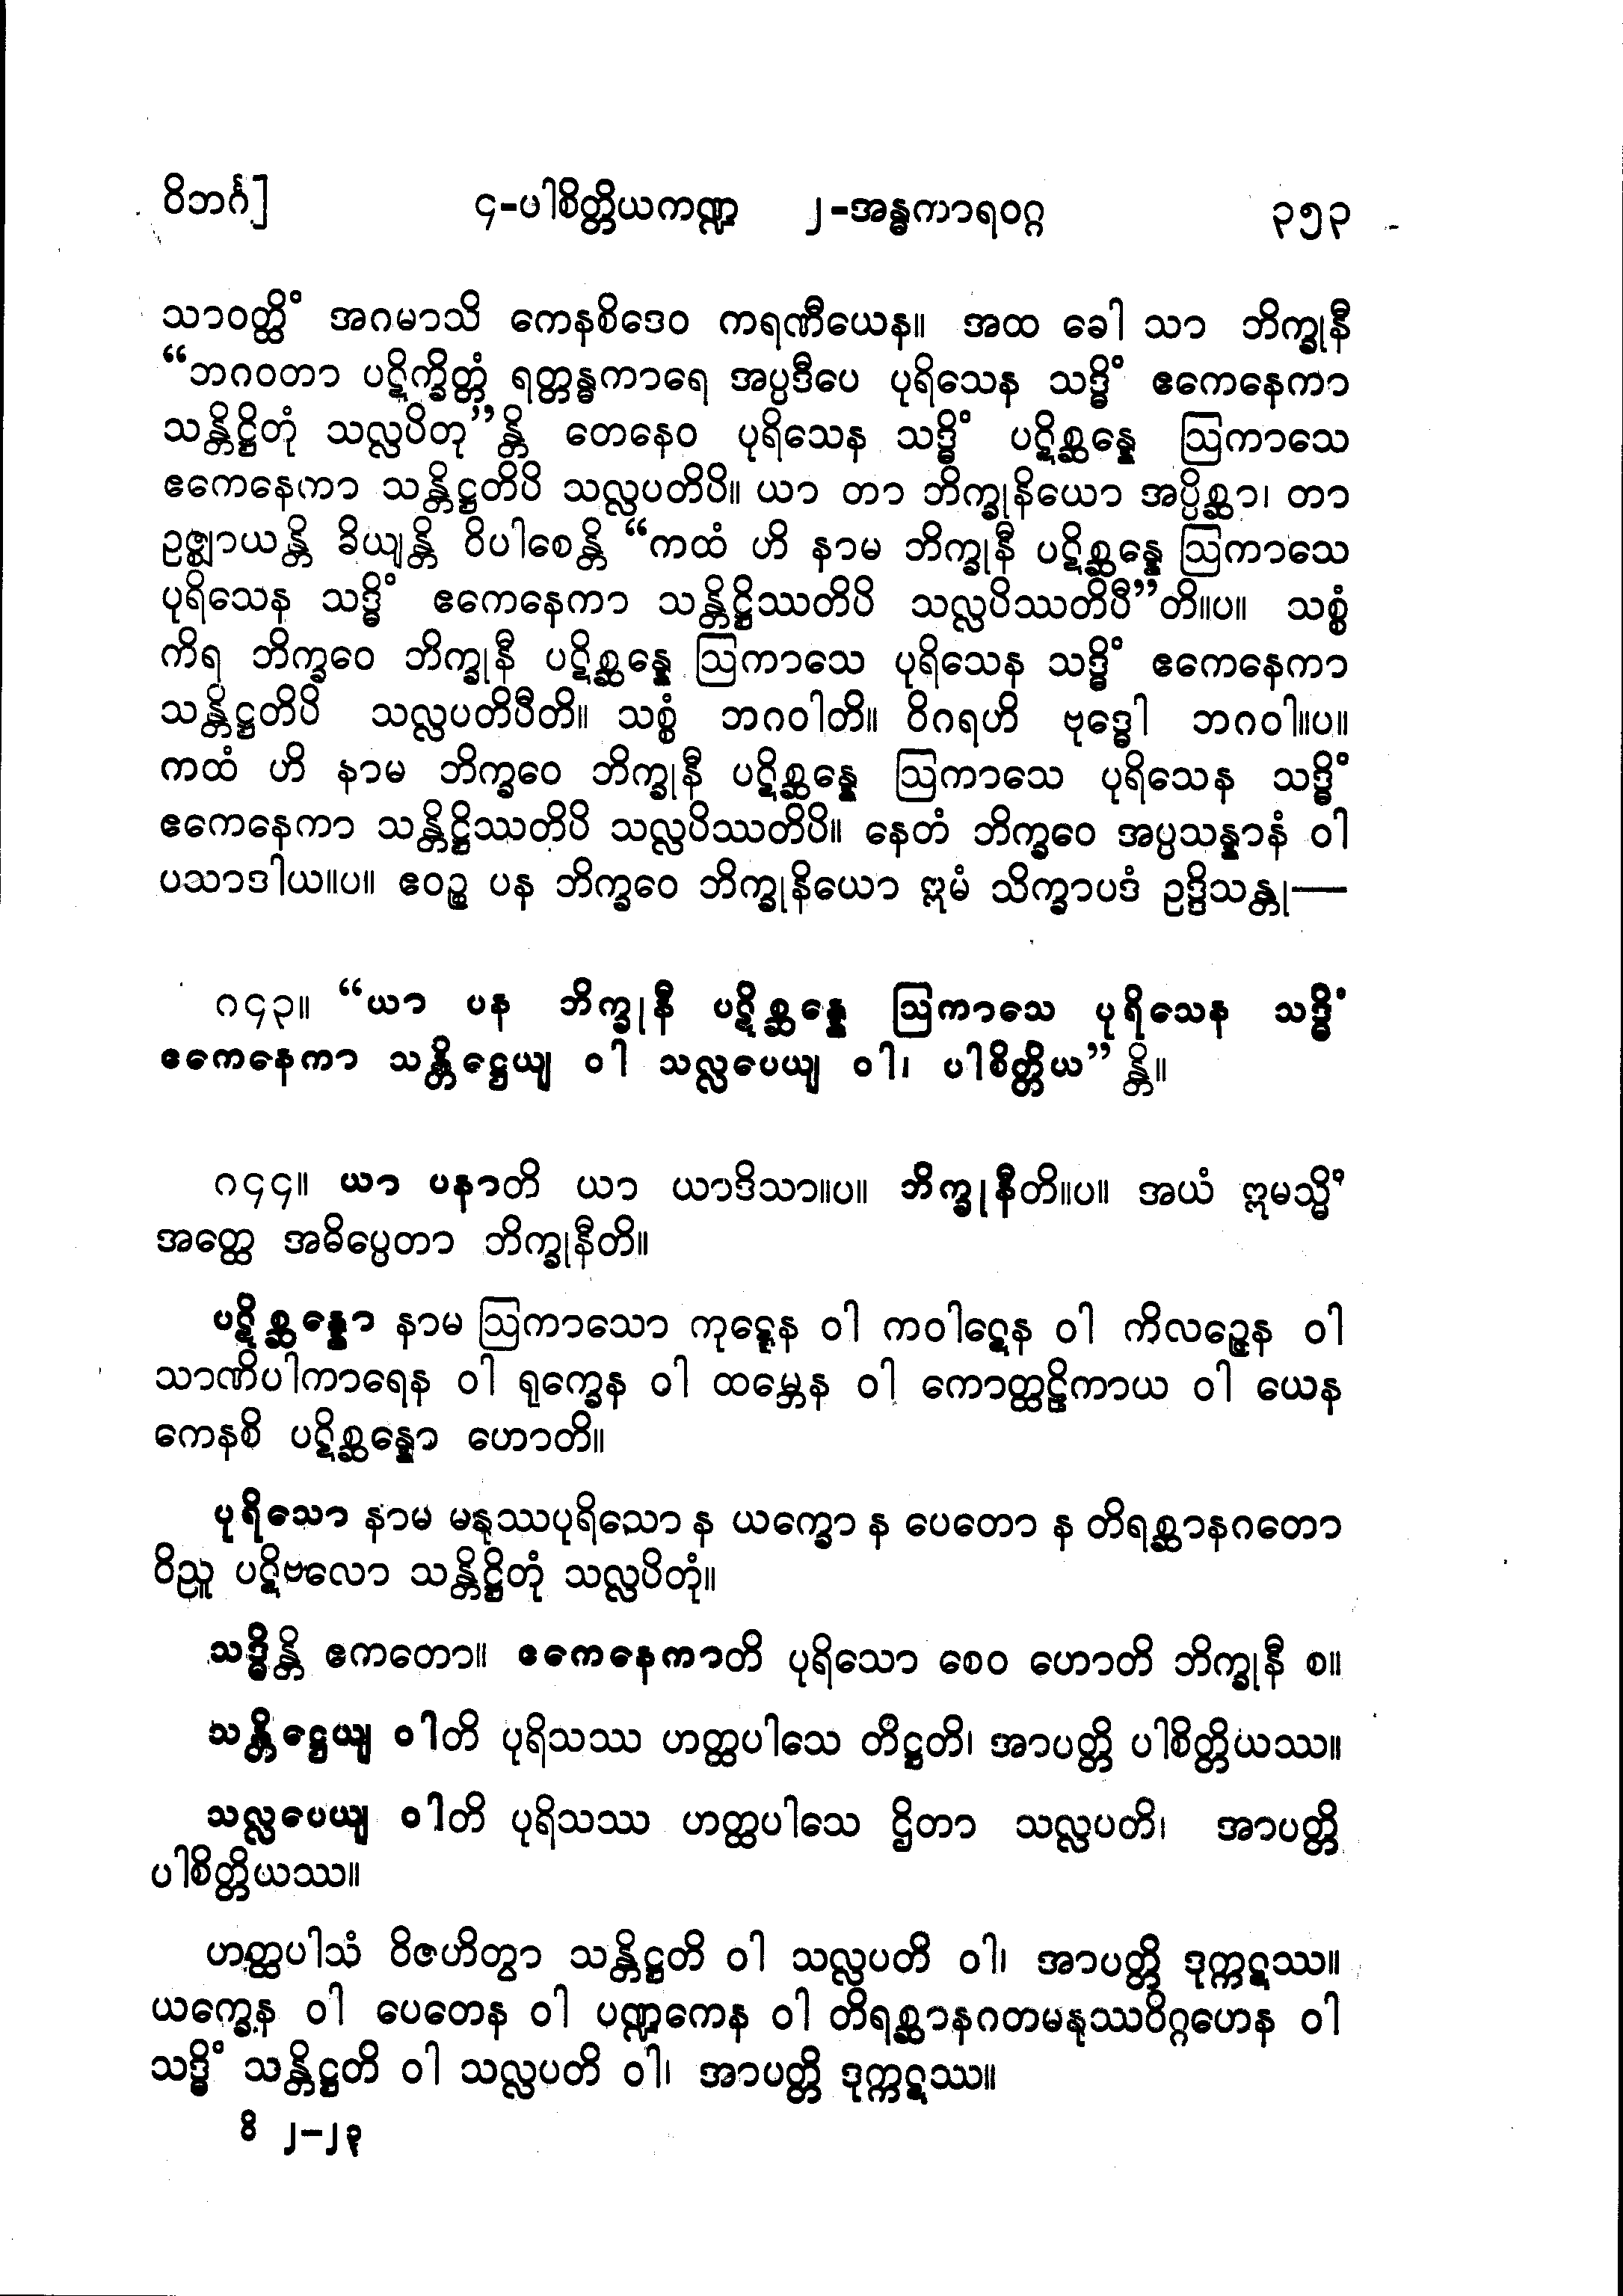 ဝိဘင်္ဂ] ၄-ပါစိတ္တိယကဏ္ဍ ၂-အန္ဓကာရဝဂ္ဂ ၃၅၃
သာဝတ္ထိံ အဂမာသိ ကေနစိဒေဝ ကရဏီယေန။ အထ ခေါ သာ ဘိက္ခုနီ
“ဘဂဝတာ ပဋိက္ခိတ္တံ ရတ္တန္ဓကာရေ အပ္ပဒီပေ ပုရိသေန သဒ္ဓိံ ဧကေနေကာ
သန္တိဋ္ဌိတုံ သလ္လပိတု”န္တိ တေနေဝ ပုရိသေန သဒ္ဓိံ ပဋိစ္ဆန္နေ ဩကာသေ
ဧကေနေကာ သန္တိဋ္ဌတိပိ သလ္လပတိပိ။ ယာ တာ ဘိက္ခုနိယော အပ္ပိစ္ဆာ၊ တာ
ဥဇ္ဈာယန္တိ ခိယျန္တိ ဝိပါစေန္တိ “ကထံ ဟိ နာမ ဘိက္ခုနီ ပဋိစ္ဆန္နေ ဩကာသေ
ပုရိသေန သဒ္ဓိံ ဧကေနေကာ သန္တိဋ္ဌိဿတိပိ သလ္လပိဿတိပီ”တိ။ပ။ သစ္စံ
ကိရ ဘိက္ခဝေ ဘိက္ခုနီ ပဋိစ္ဆန္နေ ဩကာသေ ပုရိသေန သဒ္ဓိံ ဧကေနေကာ
သန္တိဋ္ဌတိပိ သလ္လပတိပီတိ။ သစ္စံ ဘဂဝါတိ။ ဝိဂရဟိ ဗုဒ္ဓေါ ဘဂဝါ။ပ။
ကထံ ဟိ နာမ ဘိက္ခဝေ ဘိက္ခုနီ ပဋိစ္ဆန္နေ ဩကာသေ ပုရိသေန သဒ္ဓိံ
ဧကေနေကာ သန္တိဋ္ဌိဿတိပိ သလ္လပိဿတိပိ။ နေတံ ဘိက္ခဝေ အပ္ပသန္နာနံ ဝါ
ပသာဒါယ။ပ။ ဧဝဉ္စ ပန ဘိက္ခဝေ ဘိက္ခုနိယော ဣမံ သိက္ခာပဒံ ဥဒ္ဒိသန္တု—
၈၄၃။ “ယာ ပန ဘိက္ခုနီ ပဋိစ္ဆန္နေ ဩကာသေ ပုရိသေန သဒ္ဓိံ
ဧကေနေကာ သန္တိဋ္ဌေယျ ဝါ သလ္လပေယျ ဝါ၊ ပါစိတ္တိယ”န္တိ။
၈၄၄။ ယာ ပနာတိ ယာ ယာဒိသာ။ပ။ ဘိက္ခုနီတိ။ပ။ အယံ ဣမသ္မိံ
အတ္ထေ အဓိပ္ပေတာ ဘိက္ခုနီတိ။
ပဋိစ္ဆန္နော နာမ ဩကာသော ကုဋ္ဋေန ဝါ ကဝါဋေန ဝါ ကိလဉ္ဇေန ဝါ
သာဏိပါကာရေန ဝါ ရုက္ခေန ဝါ ထမ္ဘေန ဝါ ကောတ္ထဠိကာယ ဝါ ယေန
ကေနစိ ပဋိစ္ဆန္နော ဟောတိ။
ပုရိသော နာမ မနုဿပုရိသော န ယက္ခော န ပေတော န တိရစ္ဆာနဂတော
ဝိညူ ပဋိဗလော သန္တိဋ္ဌိတုံ သလ္လပိတုံ။
သဒ္ဓိန္တိ ဧကတော။ ဧကေနေကာတိ ပုရိသော စေဝ ဟောတိ ဘိက္ခုနီ စ။
သန္တိဋ္ဌေယျ ဝါတိ ပုရိသဿ ဟတ္ထပါသေ တိဋ္ဌတိ၊ အာပတ္တိ ပါစိတ္တိယဿ။
သလ္လပေယျ ဝါတိ ပုရိသဿ ဟတ္ထပါသေ ဌိတာ သလ္လပတိ၊ အာပတ္တိ
ပါစိတ္တိယဿ။
ဟတ္ထပါသံ ဝိဇဟိတွာ သန္တိဋ္ဌတိ ဝါ သလ္လပတိ ဝါ၊ အာပတ္တိ ဒုက္ကဋဿ။
ယက္ခေန ဝါ ပေတေန ဝါ ပဏ္ဍကေန ဝါ တိရစ္ဆာနဂတမနုဿဝိဂ္ဂဟေန ဝါ
သဒ္ဓိံ သန္တိဋ္ဌတိ ဝါ သလ္လပတိ ဝါ၊ အာပတ္တိ ဒုက္ကဋဿ။
ဝိ ၂-၂၃